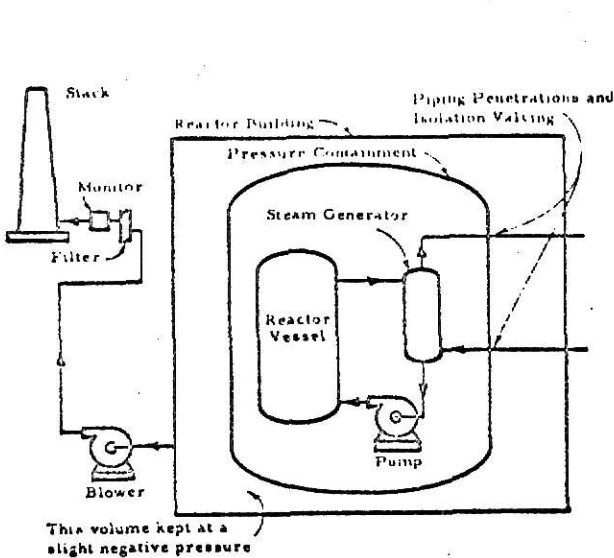 Stack
Piping Penetrations and
Isolation Valving
Reactor Building
Pressure Containment
Monitor
Steam Generator
Filter
Reactor
Vessel
Pump
Blower
This volume kept at a
slight negative pressure